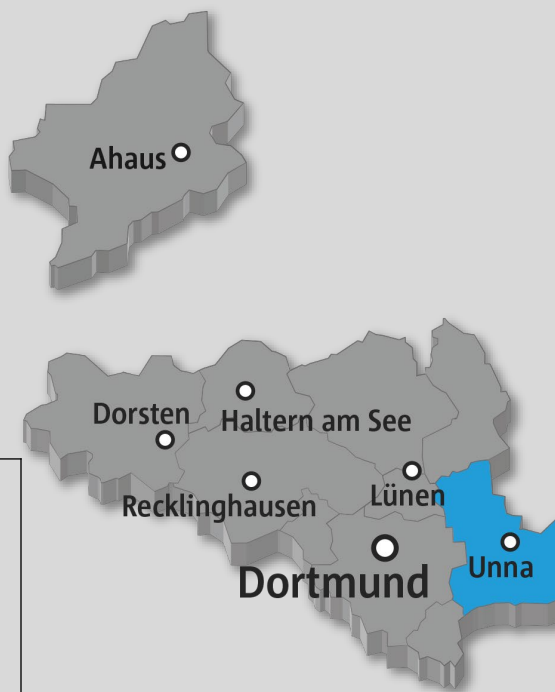 Ahaus
Dorsten
Haltern am See
Recklinghausen
Lünen
Dortmund
Unna